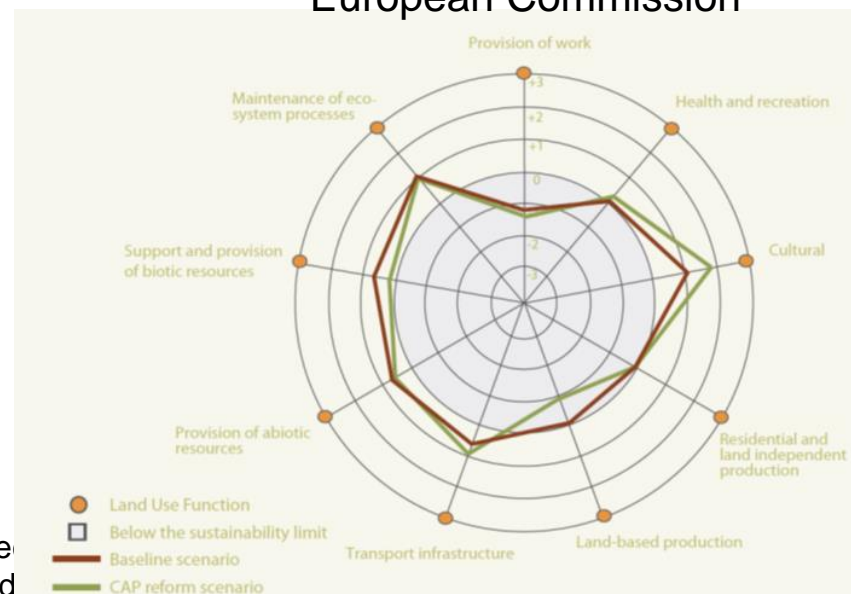 European Commission
Provision of work
+3
Maintenance of eco-
system processes
Health and recreation
+2
+1
0
Support and provision
of biotic resources
Cultural
-2
-3
Provision of abiotic
resources
Residential and
land independent
production
Land Use Function
Below the sustainability limit
Transport infrastructure
Land-based production
Baseline scenario
CAP reform scenario